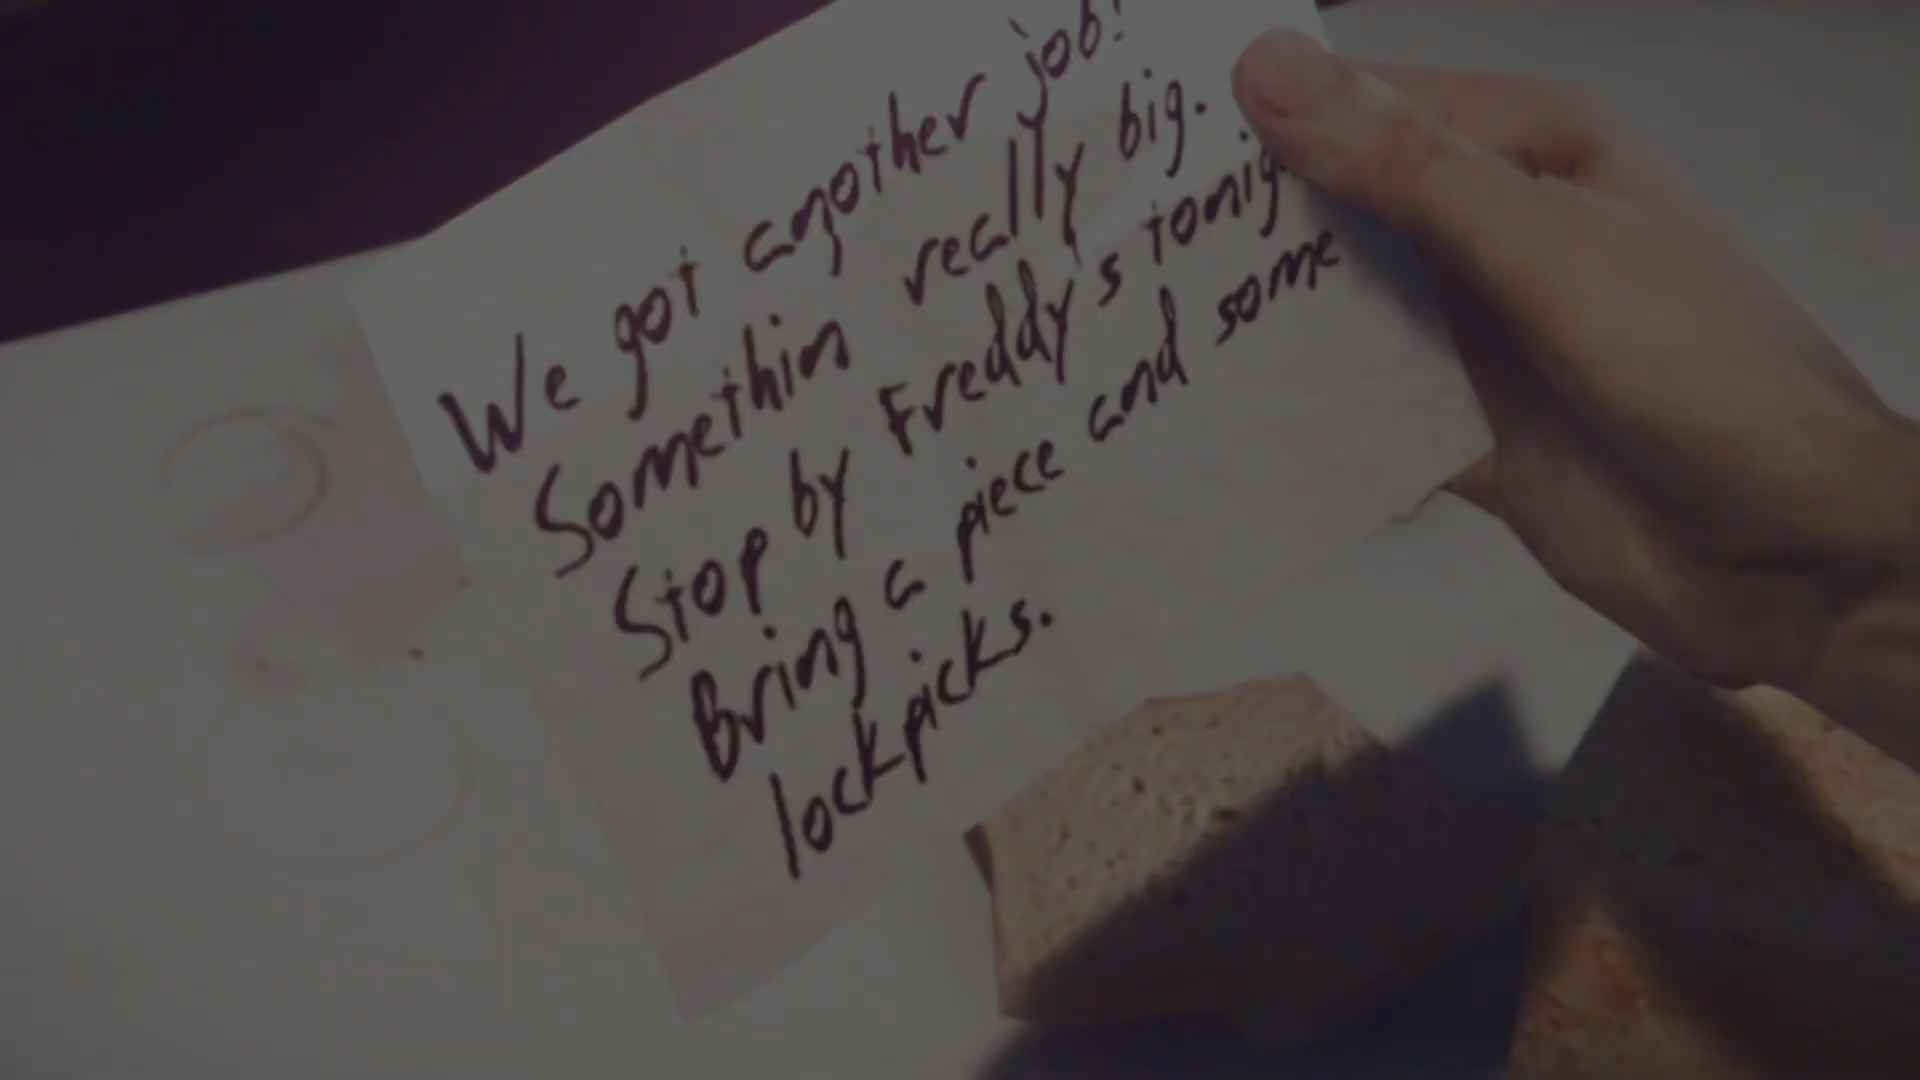 We got another job!
Somethin really big.
Stop by Freddy's
Bring a piece and some
lockpicks.